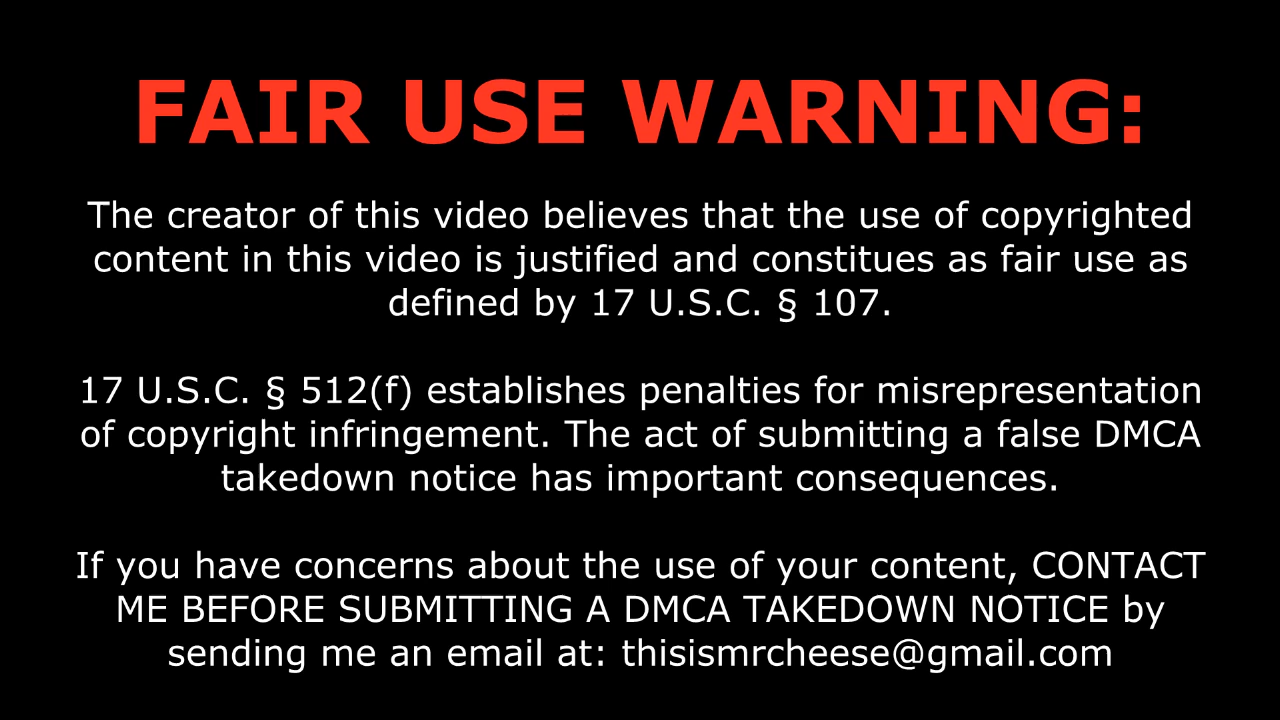 FAIR USE WARNING:
The creator of this video believes that the use of copyrighted
content in this video is justified and constitues as fair use as
defined by 17 U.S.C. § 107.
17 U.S.C. § 512(f) establishes penalties for misrepresentation
of copyright infringement. The act of submitting a false DMCA
takedown notice has important consequences.
If you have concerns about the use of your content, CONTACT
ME BEFORE SUBMITTING A DMCA TAKEDOWN NOTICE by
sending me an email at: thisismrcheese@gmail.com